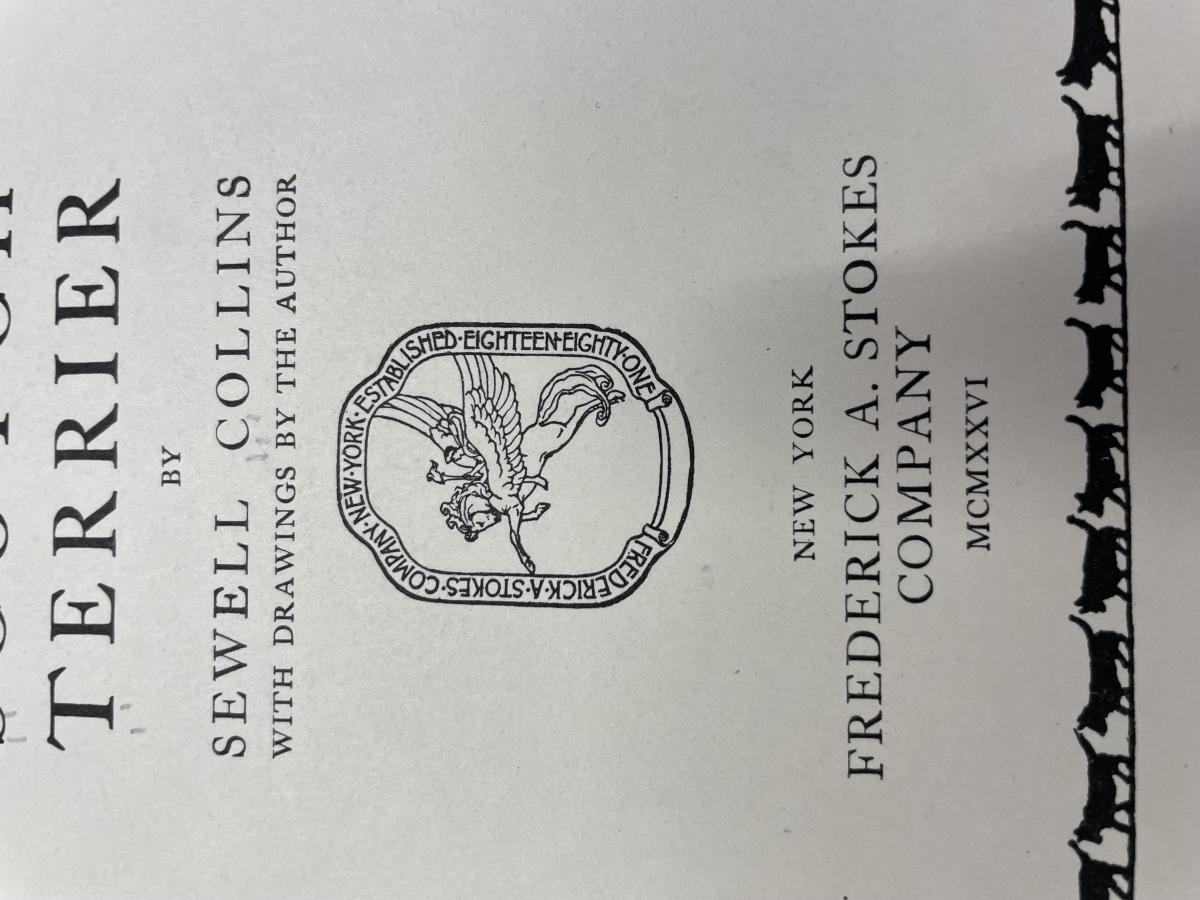 TERRIER
BY
SEWELL COLLINS
WITH DRAWINGS BY THE AUTHOR
FREDERICK·A·STOKES·COMPANY·NEW·YORK·ESTABLISHED·EIGHTEEN·EIGHTY·ONE
NEW YORK
FREDERICK A. STOKES
COMPANY
MCMXXVI